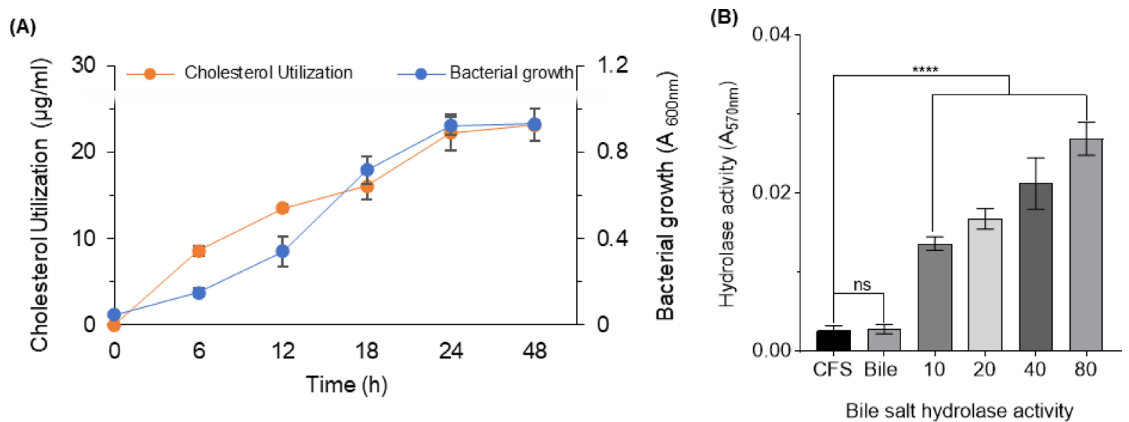 (A)
Cholesterol Utilization
Bacterial growth
Cholesterol Utilization (µg/ml)
30
20
10
0
1.2
0.8
0.4
0
Bacterial growth (A 600nm)
0 6 12 18 24 48
Time (h)
(B)
Hydrolase activity (A570nm)
0.04
0.02
0.00
****
ns
CFS Bile 10 20 40 80
Bile salt hydrolase activity